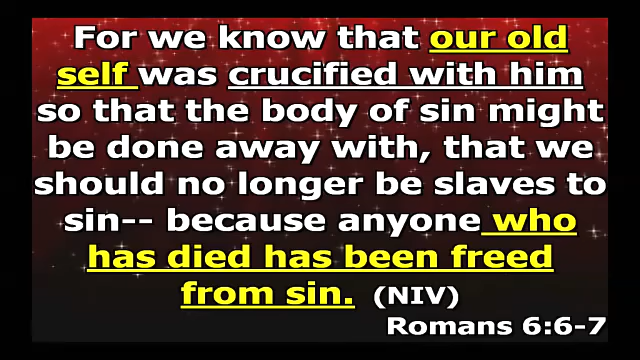 For we know that our old
self was crucified with him
so that the body of sin might
be done away with, that we
should no longer be slaves to
sin-- because anyone who
has died has been freed
from sin. (NIV)
Romans 6:6-7